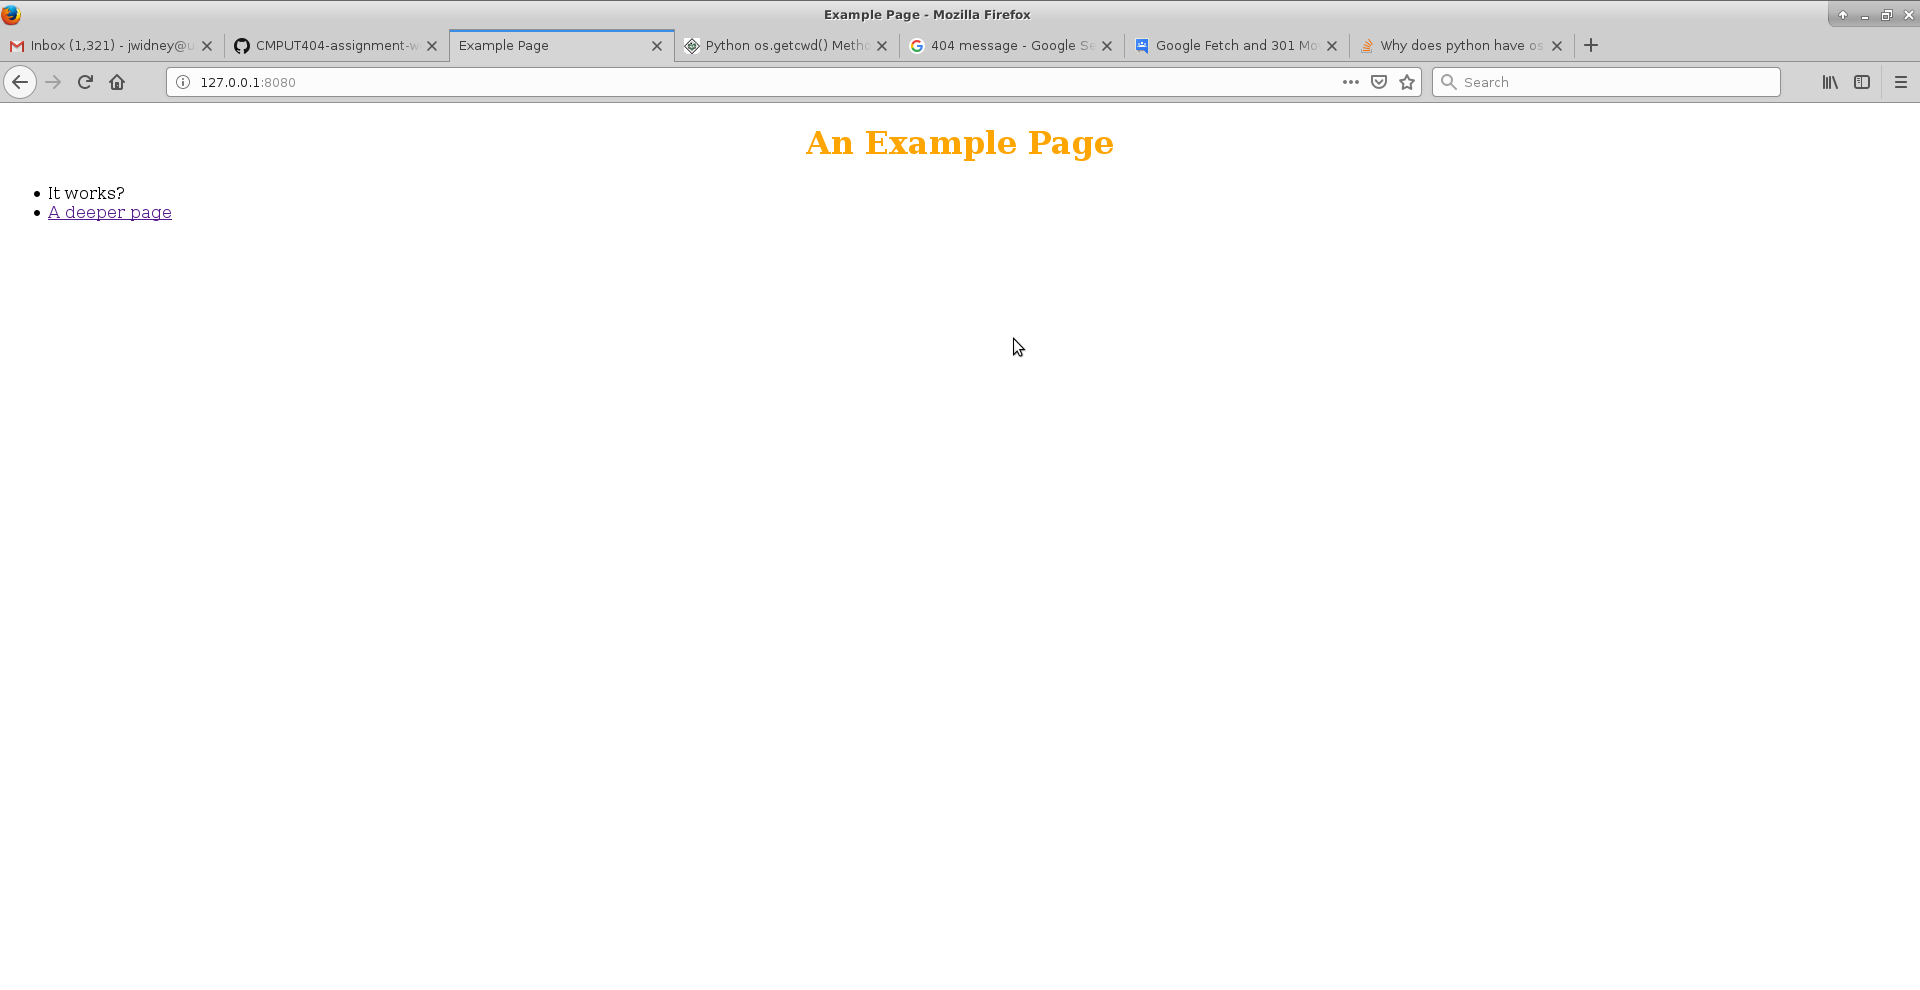 Example Page - Mozilla Firefox
Inbox (1,321) - jwidney@u
CMPUT404-assignment-w
Example Page
Python os.getcwd() Metho
404 message - Google Se
Google Fetch and 301 Mo
Why does python have os
127.0.0.1:8080
Search
An Example Page
• It works?
• A deeper page